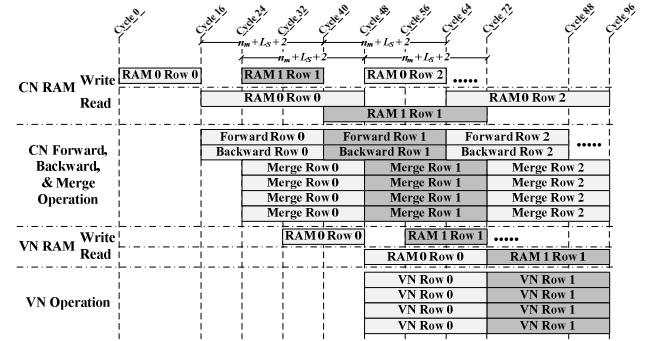 Cycle 0 Cycle 16 Cycle 24 Cycle 32 Cycle 40 Cycle 48 Cycle 56 Cycle 64 Cycle 72 Cycle 88 Cycle 96
nm+LS+2 nm+LS+2
nm+LS+2 nm+LS+2
CN RAM Write RAM 0 Row 0 RAM 1 Row 1 RAM 0 Row 2 •••••
Read RAM 0 Row 0 RAM 0 Row 2
RAM 1 Row 1
CN Forward, Backward, & Merge Operation
Forward Row 0 Forward Row 1 Forward Row 2 •••••
Backward Row 0 Backward Row 1 Backward Row 2
Merge Row 0 Merge Row 1 Merge Row 2
Merge Row 0 Merge Row 1 Merge Row 2
Merge Row 0 Merge Row 1 Merge Row 2
Merge Row 0 Merge Row 1 Merge Row 2
VN RAM Write RAM 0 Row 0 RAM 1 Row 1 •••••
Read RAM 0 Row 0 RAM 1 Row 1
VN Operation
VN Row 0 VN Row 1
VN Row 0 VN Row 1
VN Row 0 VN Row 1
VN Row 0 VN Row 1